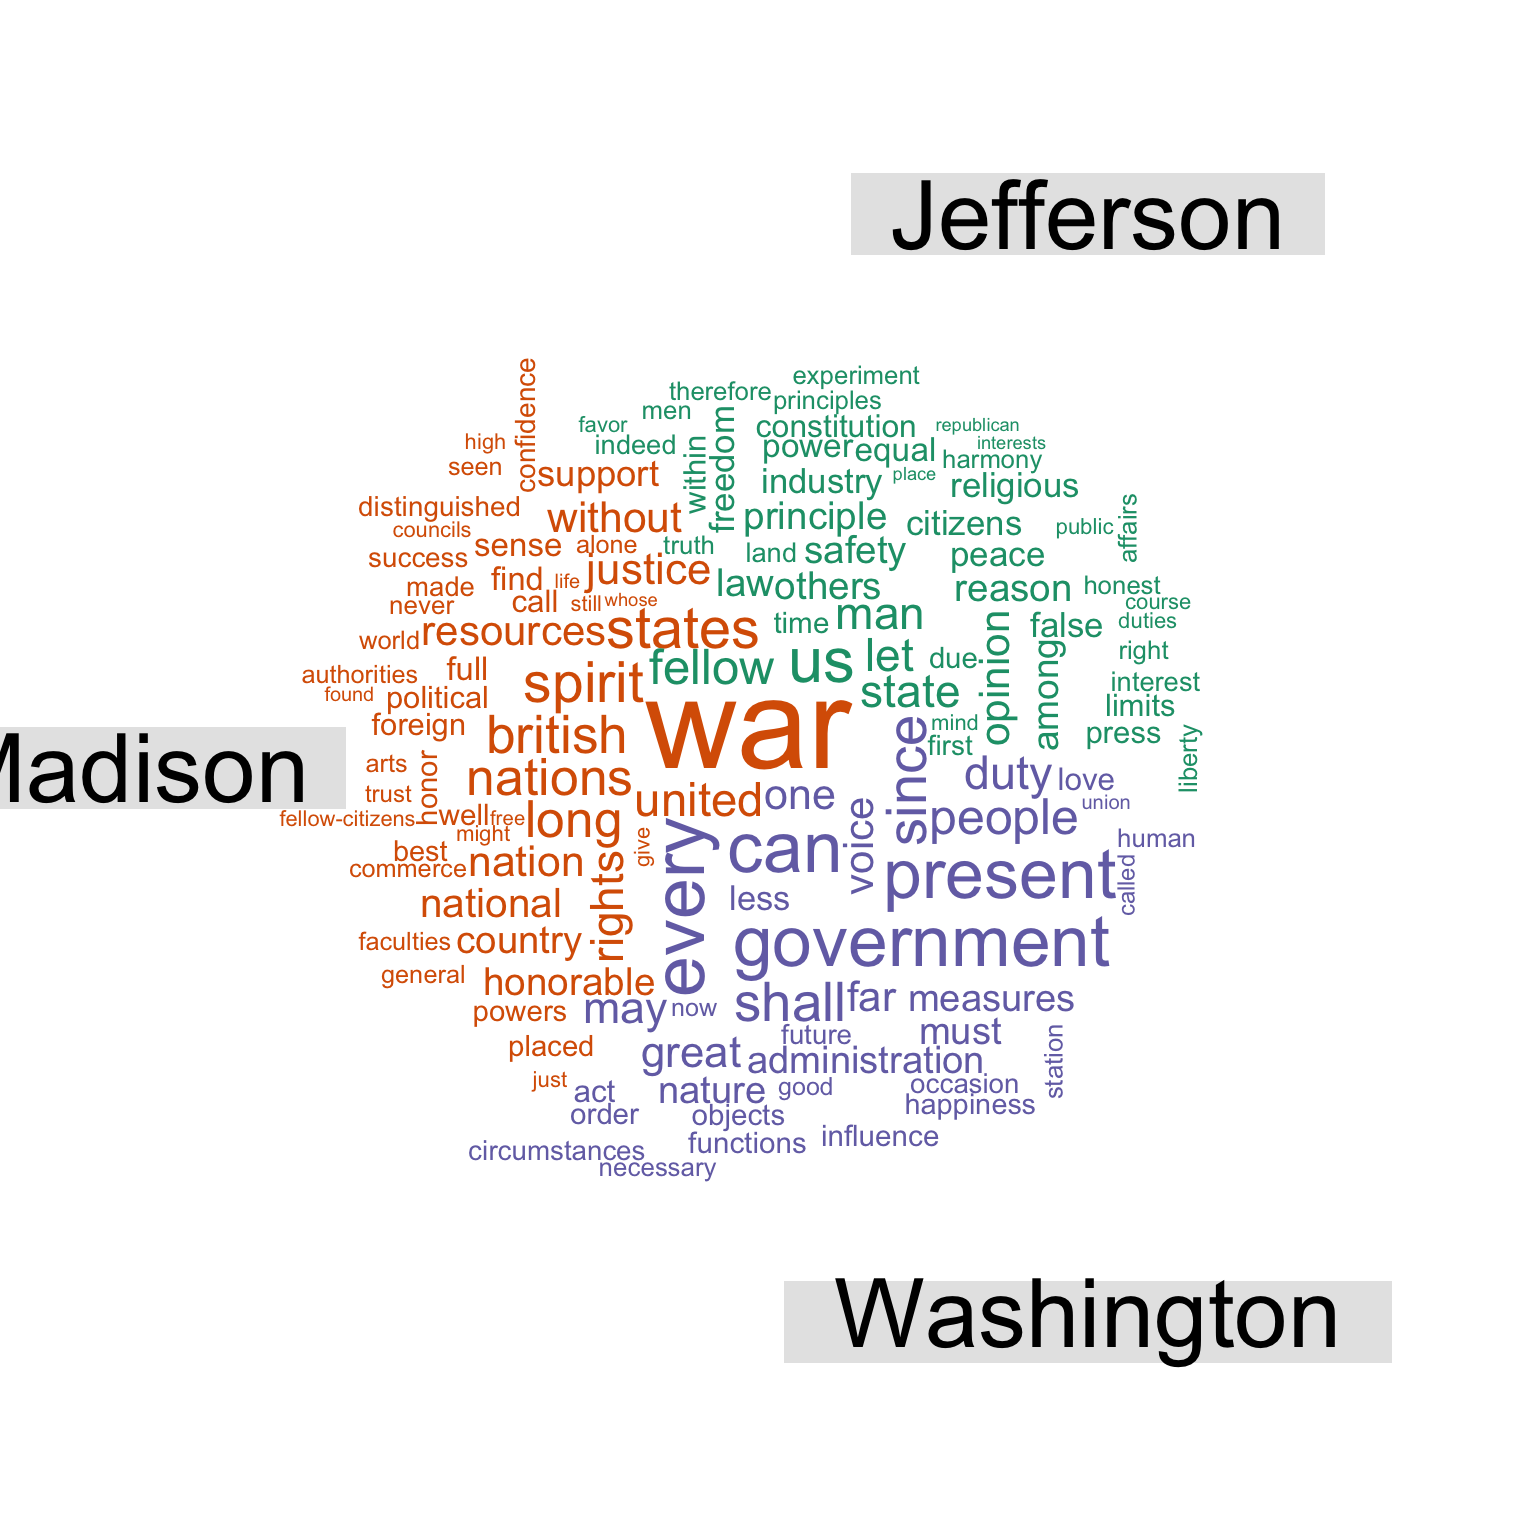 Jefferson
experiment
therefore
principles
men
confidence
favor
freedom
constitution
republican
high
indeed
within
power
equal
interests
seen
support
harmony
industry
place
religious
distinguished
without
principle
citizens
public
affairs
councils
sense
alone
truth
land
safety
peace
success
made
find
life
justice
law
others
reason
honest
never
call
still
whose
time
man
course
world
resources
states
false
duties
opinion
among
right
authorities
full
fellow
us
let
due
found
political
spirit
state
interest
limits
foreign
british
war
since
mind
first
press
liberty
Madison
arts
honor
nations
duty
love
trust
united
one
voice
union
fellow-citizens
well
free
long
people
might
give
every
can
human
best
commerce
nation
rights
present
called
national
less
faculties
country
government
general
honorable
powers
may
now
shall
far
measures
placed
great
future
must
administration
station
just
act
nature
good
occasion
order
objects
happiness
circumstances
functions
influence
necessary
Washington